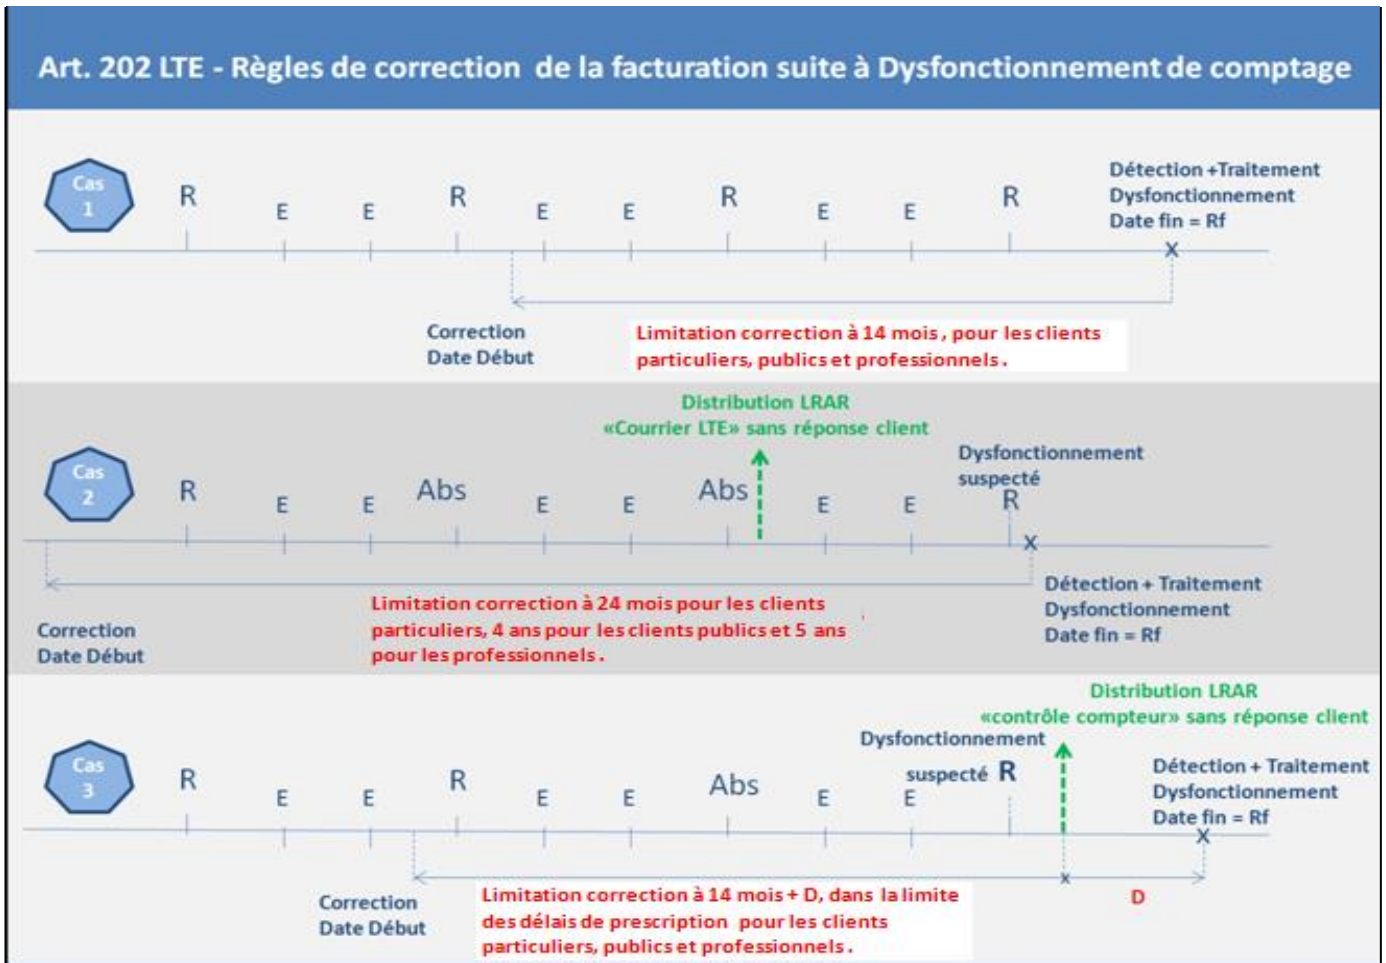 Art. 202 LTE - Règles de correction de la facturation suite à Dysfonctionnement de comptage
Cas
1
R
E
E
R
E
E
R
E
E
R
Détection +Traitement
Dysfonctionnement
Date fin = Rf
X
Correction
Date Début
Limitation correction à 14 mois , pour les clients
particuliers, publics et professionnels .
Distribution LRAR
«Courrier LTE» sans réponse client
Cas
2
R
E
E
Abs
E
E
Abs
E
E
Dysfonctionnement
suspecté
R
X
Détection + Traitement
Dysfonctionnement
Date fin = Rf
Correction
Date Début
Limitation correction à 24 mois pour les clients
particuliers, 4 ans pour les clients publics et 5 ans
pour les professionnels .
Distribution LRAR
«contrôle compteur» sans réponse client
Cas
3
R
E
E
R
E
E
Abs
E
E
Dysfonctionnement
suspecté R
Détection + Traitement
Dysfonctionnement
Date fin = Rf
X
x
D
Correction
Date Début
Limitation correction à 14 mois + D, dans la limite
des délais de prescription pour les clients
particuliers, publics et professionnels .